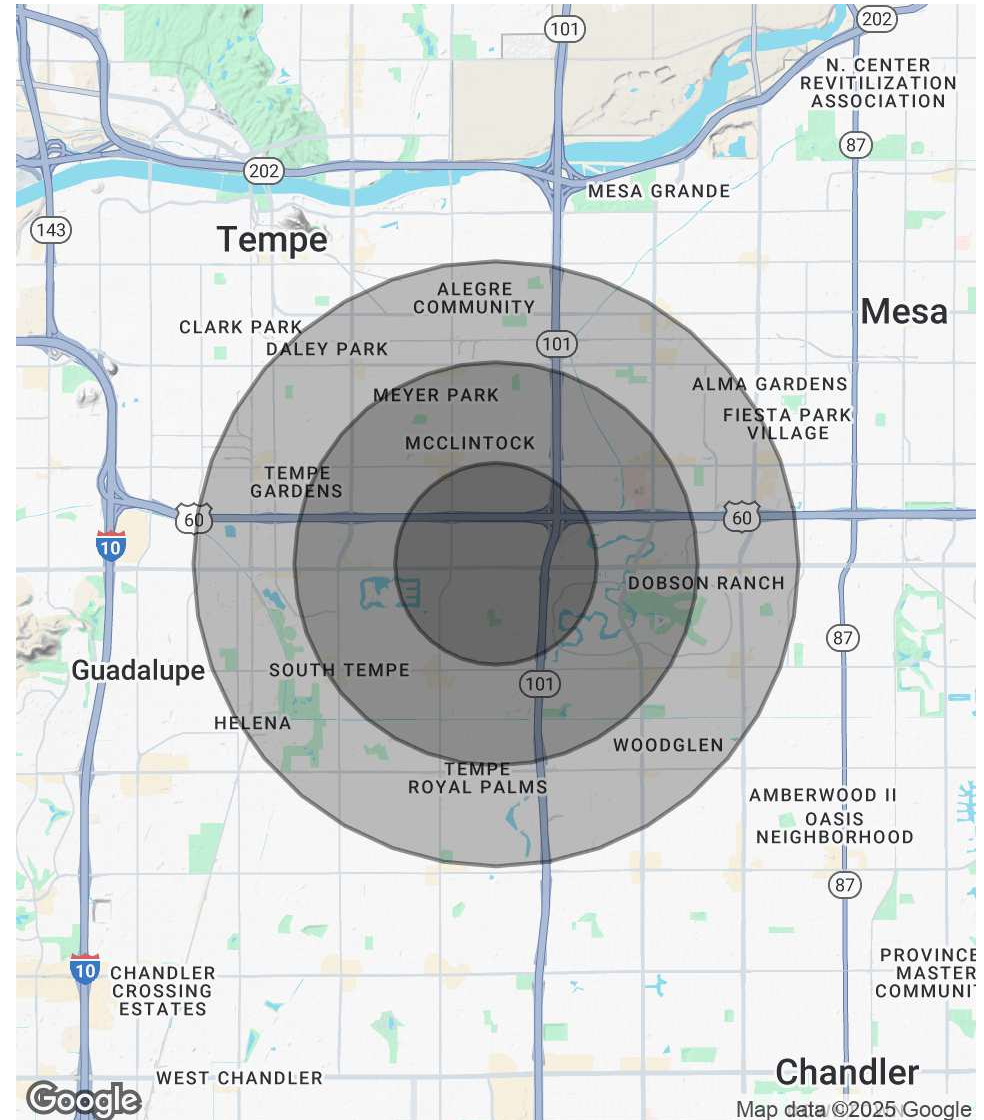 101
202
N. CENTER
REVITILIZATION
ASSOCIATION
87
202
MESA GRANDE
143
Tempe
ALEGRE
COMMUNITY
Mesa
CLARK PARK
101
DALEY PARK
ALMA GARDENS
MEYER PARK
FIESTA PARK
VILLAGE
MCCLINTOCK
TEMPE
GARDENS
60
60
10
DOBSON RANCH
87
Guadalupe
SOUTH TEMPE
101
HELENA
WOODGLEN
TEMPE
ROYAL PALMS
AMBERWOOD II
OASIS
NEIGHBORHOOD
87
PROVINCE
MASTER
COMMUNIT
10
CHANDLER
CROSSING
ESTATES
WEST CHANDLER
Chandler
Google
Map data ©2025 Google